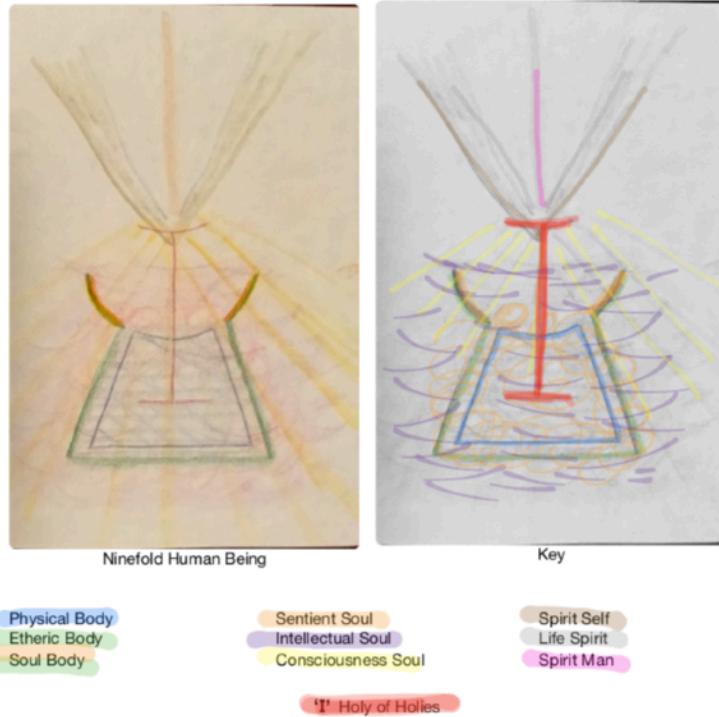 Ninefold Human Being
Key
Physical Body
Etheric Body
Soul Body
Sentient Soul
Intellectual Soul
Consciousness Soul
Spirit Self
Life Spirit
Spirit Man
'I' Holy of Holies